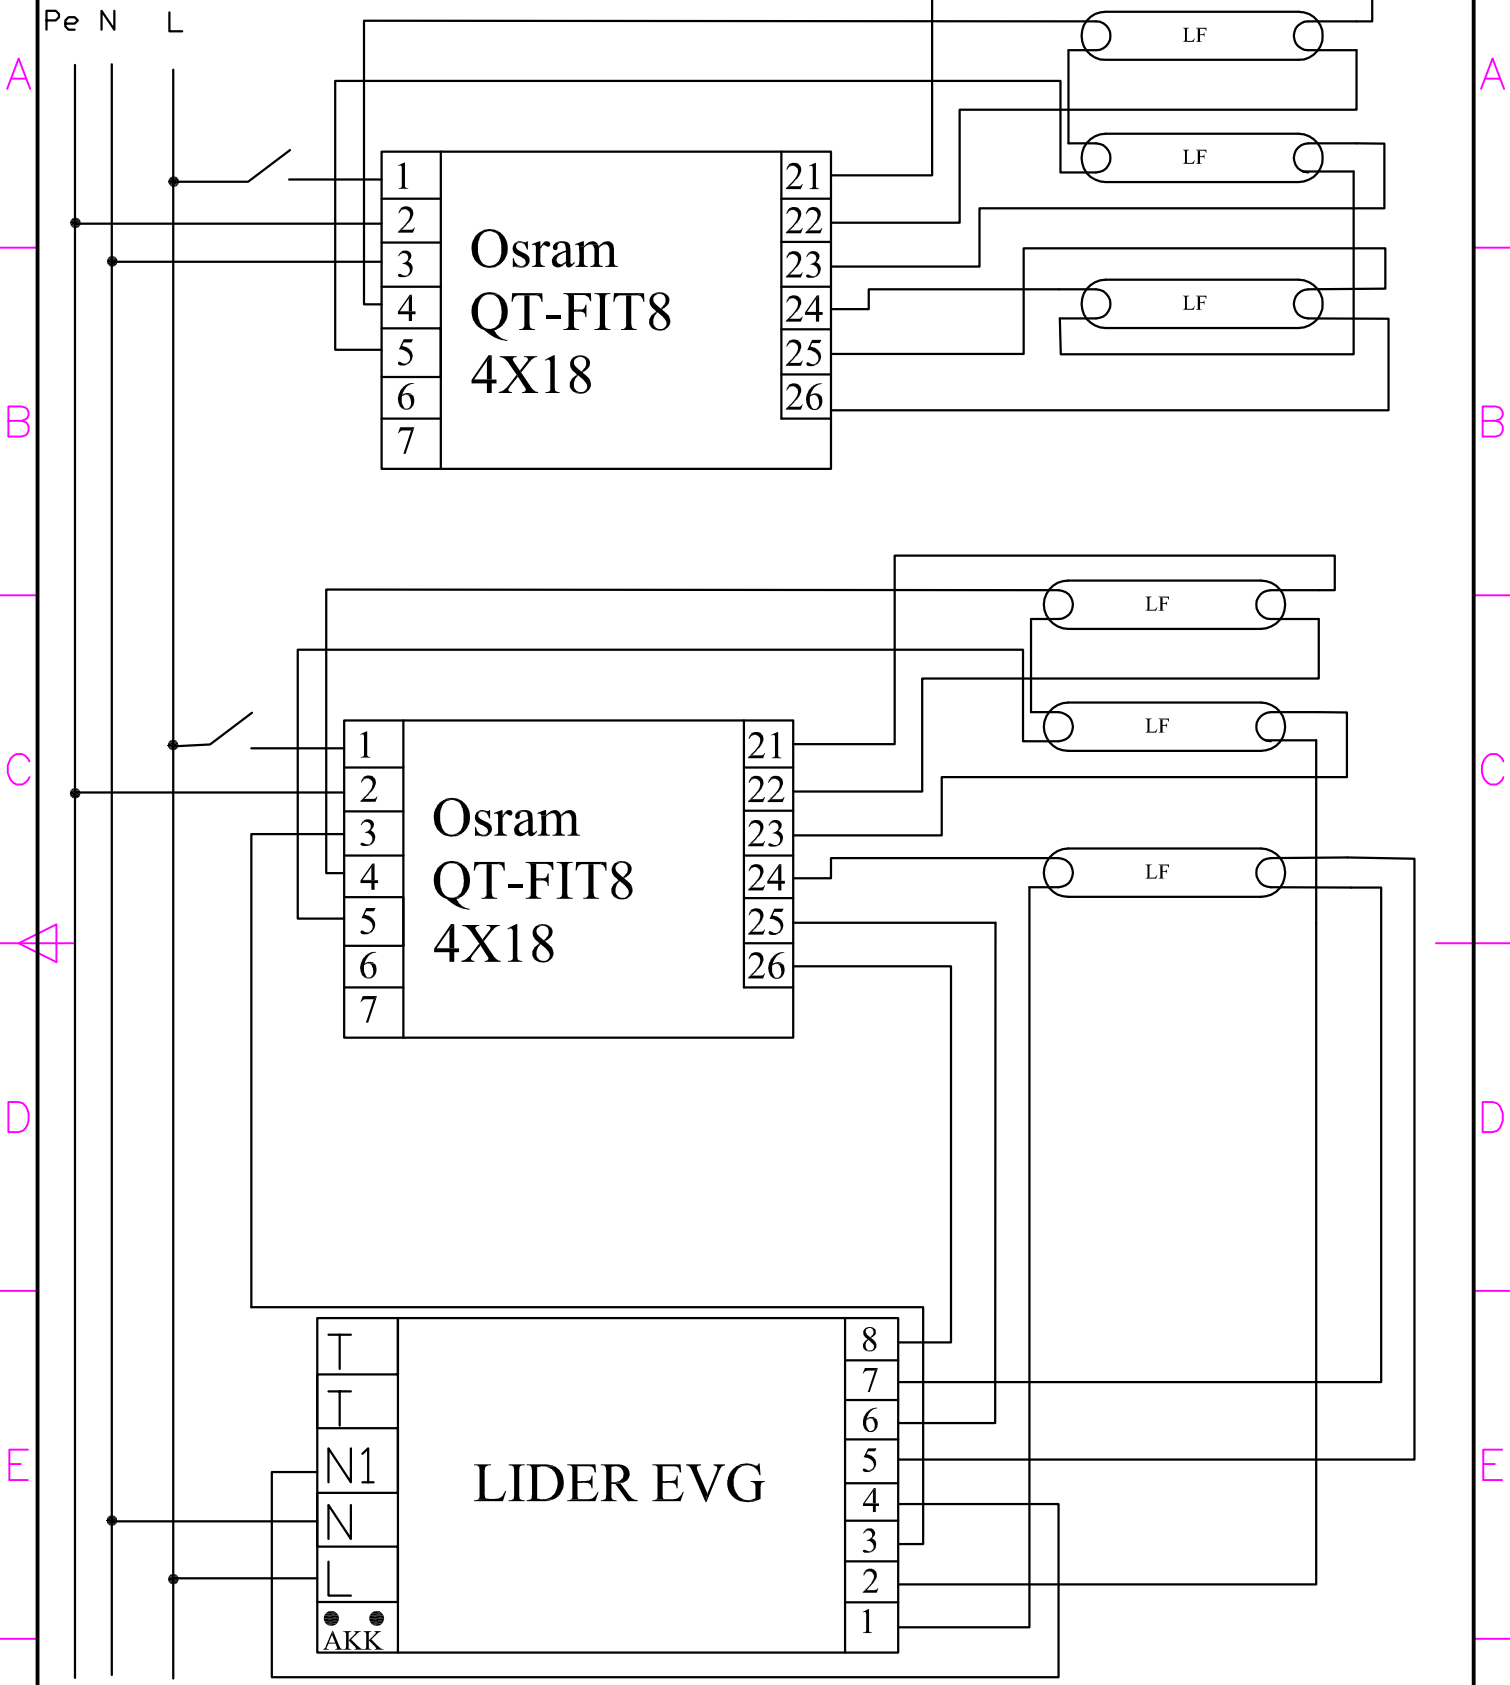 Pe N L
LF
A A
LF
1 21
2 22
3 23
4 24
5 25
6 26
7
Osram
QT-FIT8
4X18
LF
B B
LF
LF
1 21
2 22
3 23
4 24
5 25
6 26
7
Osram
QT-FIT8
4X18
C C
LF
D D
T 8
T 7
6
N1 5
N 4
3
L 2
AKK 1
LIDER EVG
E E